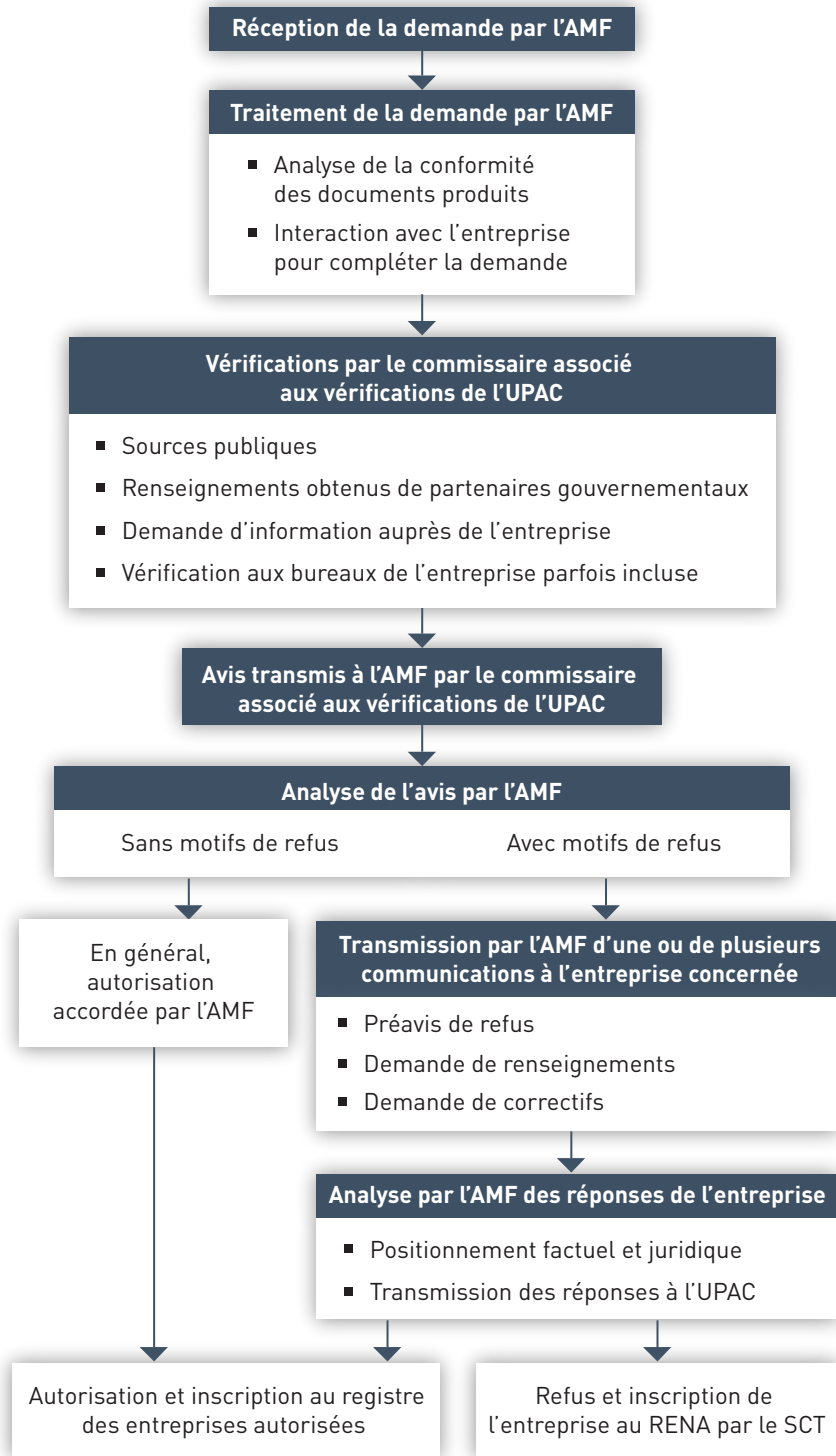 Réception de la demande par l’AMF
Traitement de la demande par l’AMF
▪ Analyse de la conformité
des documents produits
▪ Interaction avec l’entreprise
pour compléter la demande
Vérifications par le commissaire associé
aux vérifications de l’UPAC
▪ Sources publiques
▪ Renseignements obtenus de partenaires gouvernementaux
▪ Demande d’information auprès de l’entreprise
▪ Vérification aux bureaux de l’entreprise parfois incluse
Avis transmis à l’AMF par le commissaire
associé aux vérifications de l’UPAC
Analyse de l’avis par l’AMF
Sans motifs de refus
Avec motifs de refus
En général,
autorisation
accordée par l’AMF
Transmission par l’AMF d’une ou de plusieurs
communications à l’entreprise concernée
▪ Préavis de refus
▪ Demande de renseignements
▪ Demande de correctifs
Analyse par l’AMF des réponses de l’entreprise
▪ Positionnement factuel et juridique
▪ Transmission des réponses à l’UPAC
Autorisation et inscription au registre
des entreprises autorisées
Refus et inscription de
l’entreprise au RENA par le SCT